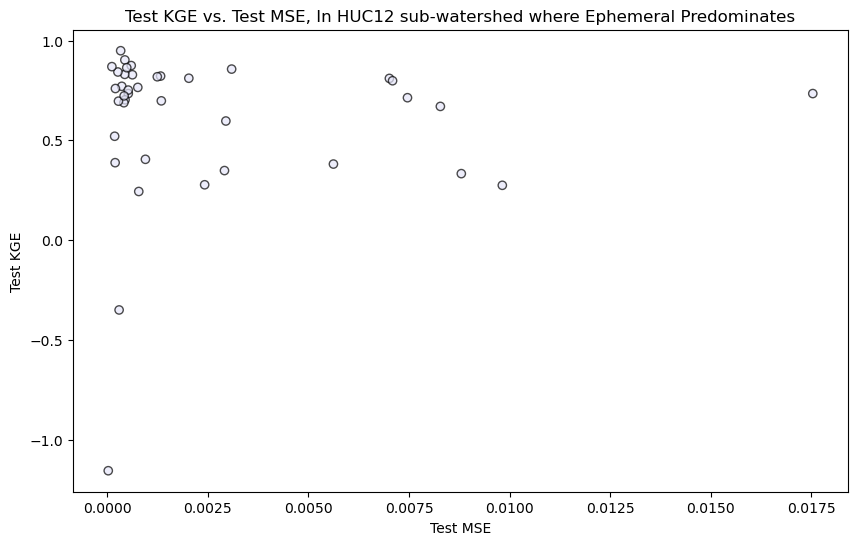 Test KGE vs. Test MSE, In HUC12 sub-watershed where Ephemeral Predominates
1.0
0.5
0.0
−0.5
−1.0
Test KGE
0.0000 0.0025 0.0050 0.0075 0.0100 0.0125 0.0150 0.0175
Test MSE